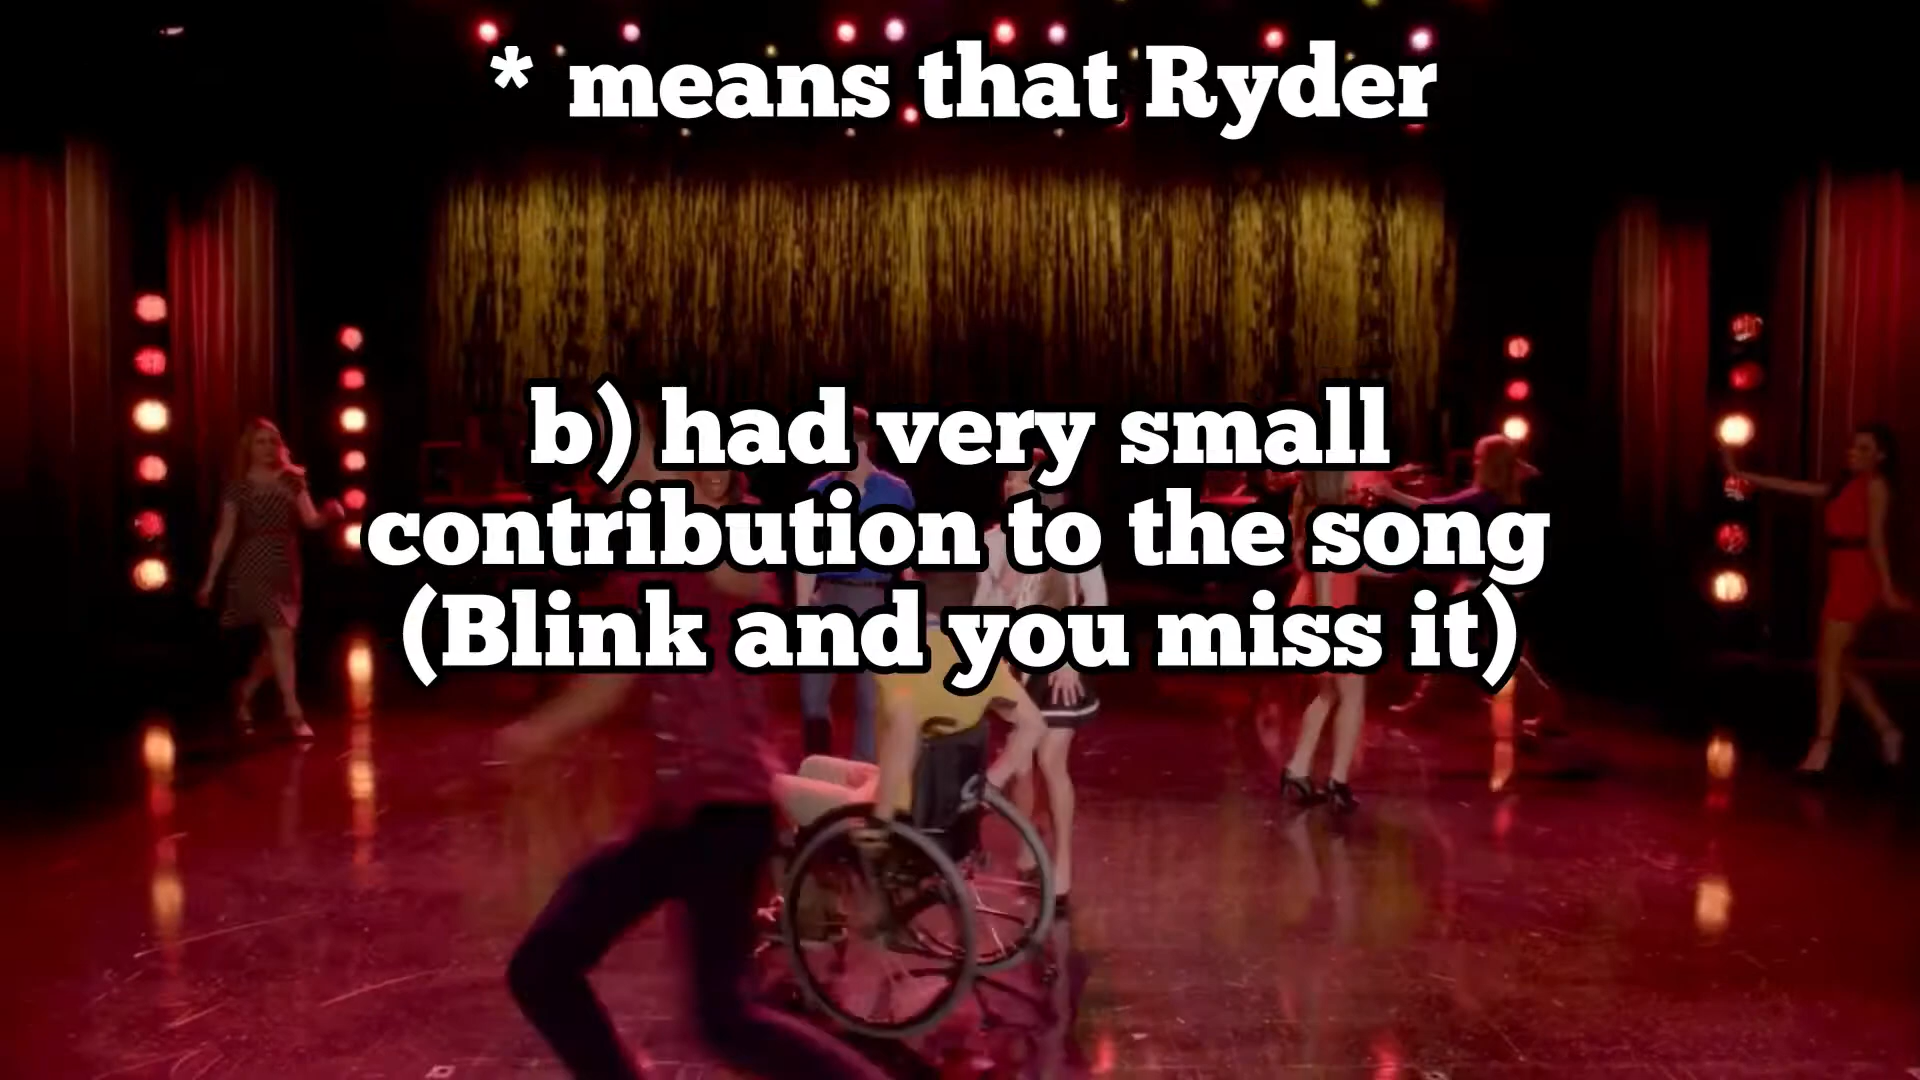 * means that Ryder
b) had very small
contribution to the song
(Blink and you miss it)